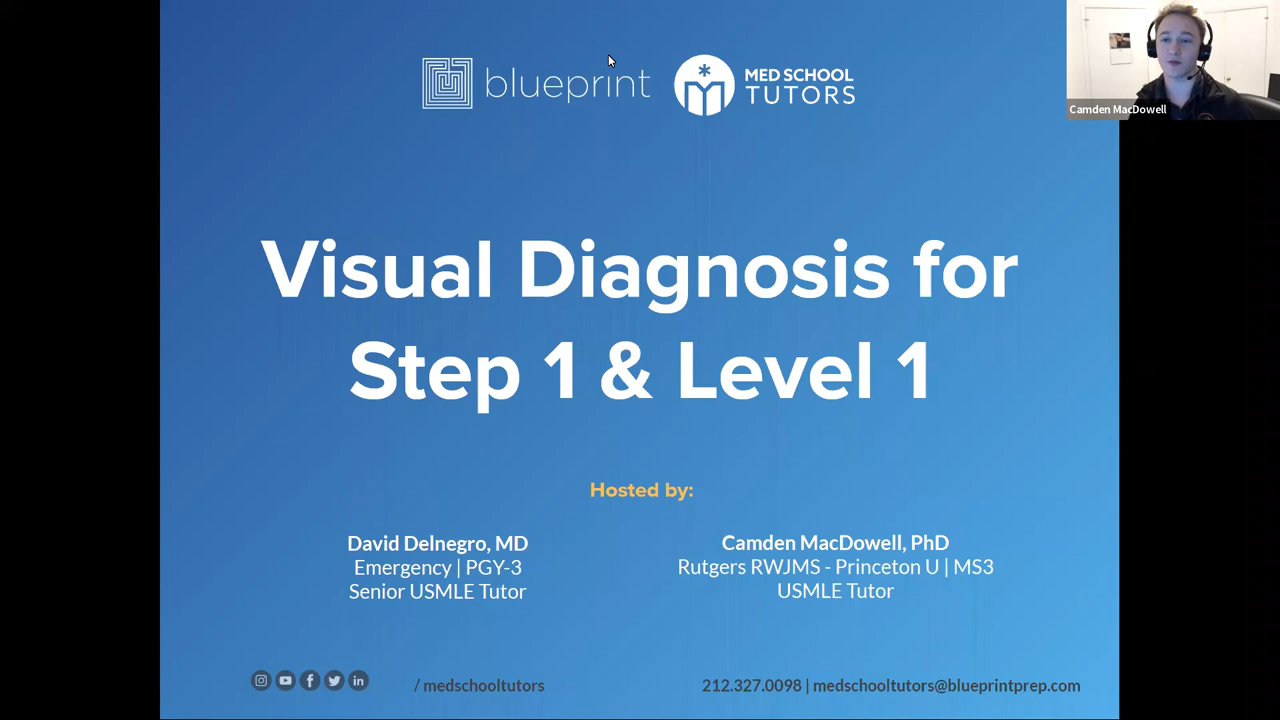 blueprint
MED SCHOOL
TUTORS
Camden MacDowell
Visual Diagnosis for
Step 1 & Level 1
Hosted by:
David Delnegro, MD
Emergency | PGY-3
Senior USMLE Tutor
Camden MacDowell, PhD
Rutgers RWJMS - Princeton U | MS3
USMLE Tutor
/ medschooltutors
212.327.0098 | medschooltutors@blueprintprep.com